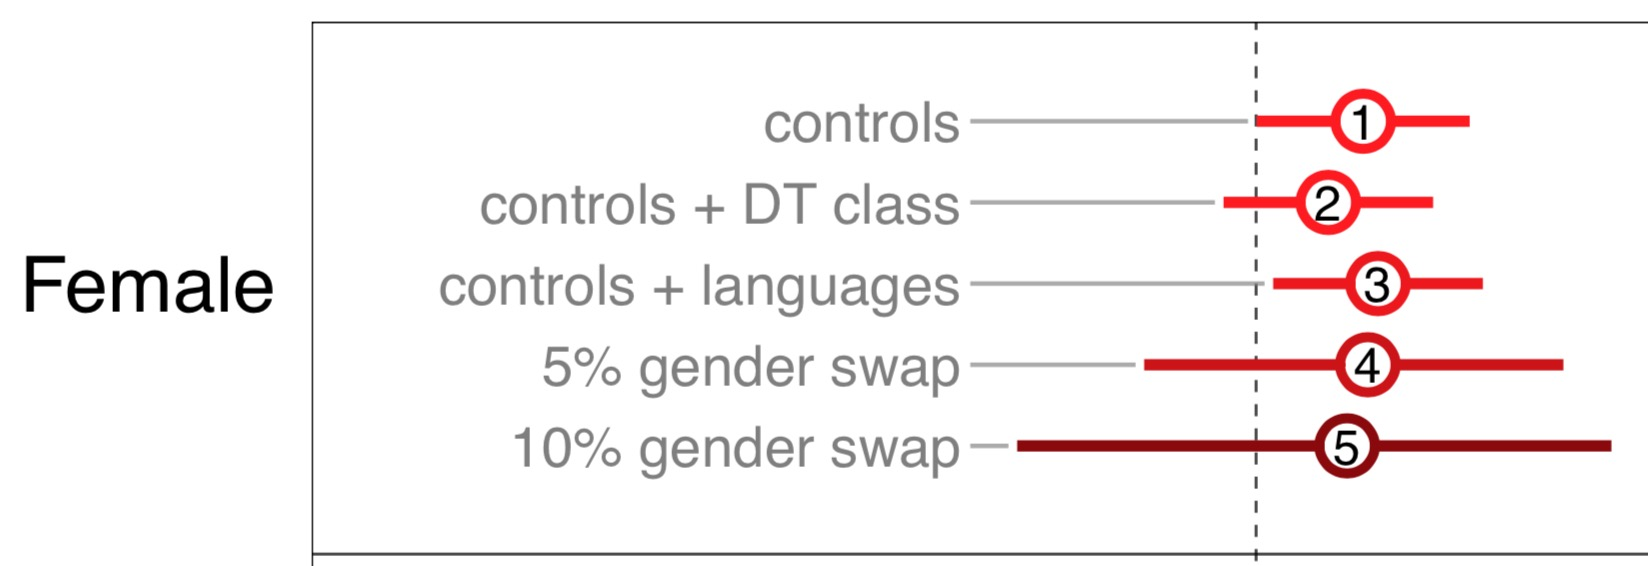 controls
1
controls + DT class
2
Female
controls + languages
3
5% gender swap
4
10% gender swap
5